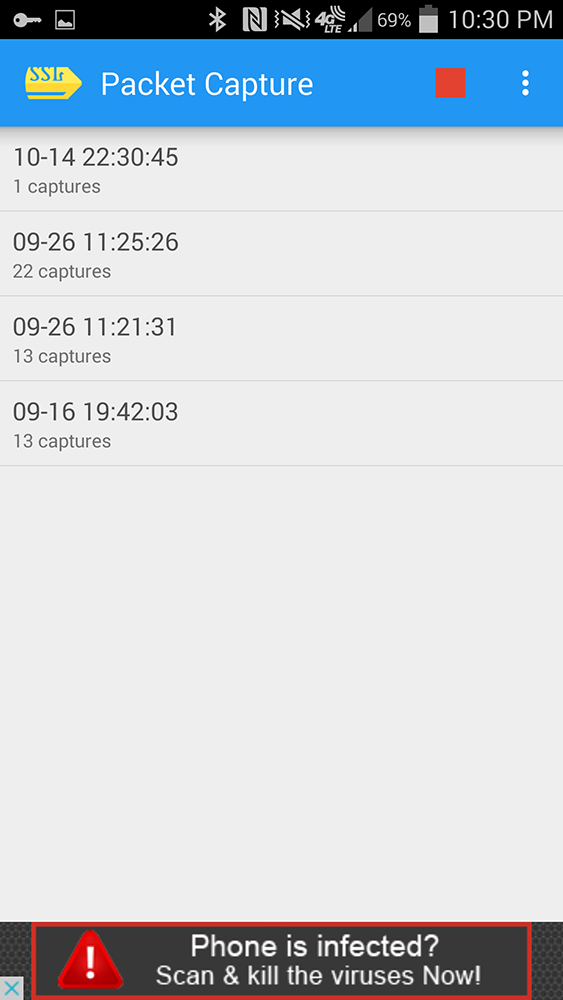 4G LTE 69% 10:30 PM
SSL Packet Capture
10-14 22:30:45
1 captures
09-26 11:25:26
22 captures
09-26 11:21:31
13 captures
09-16 19:42:03
13 captures
Phone is infected?
Scan & kill the viruses Now!